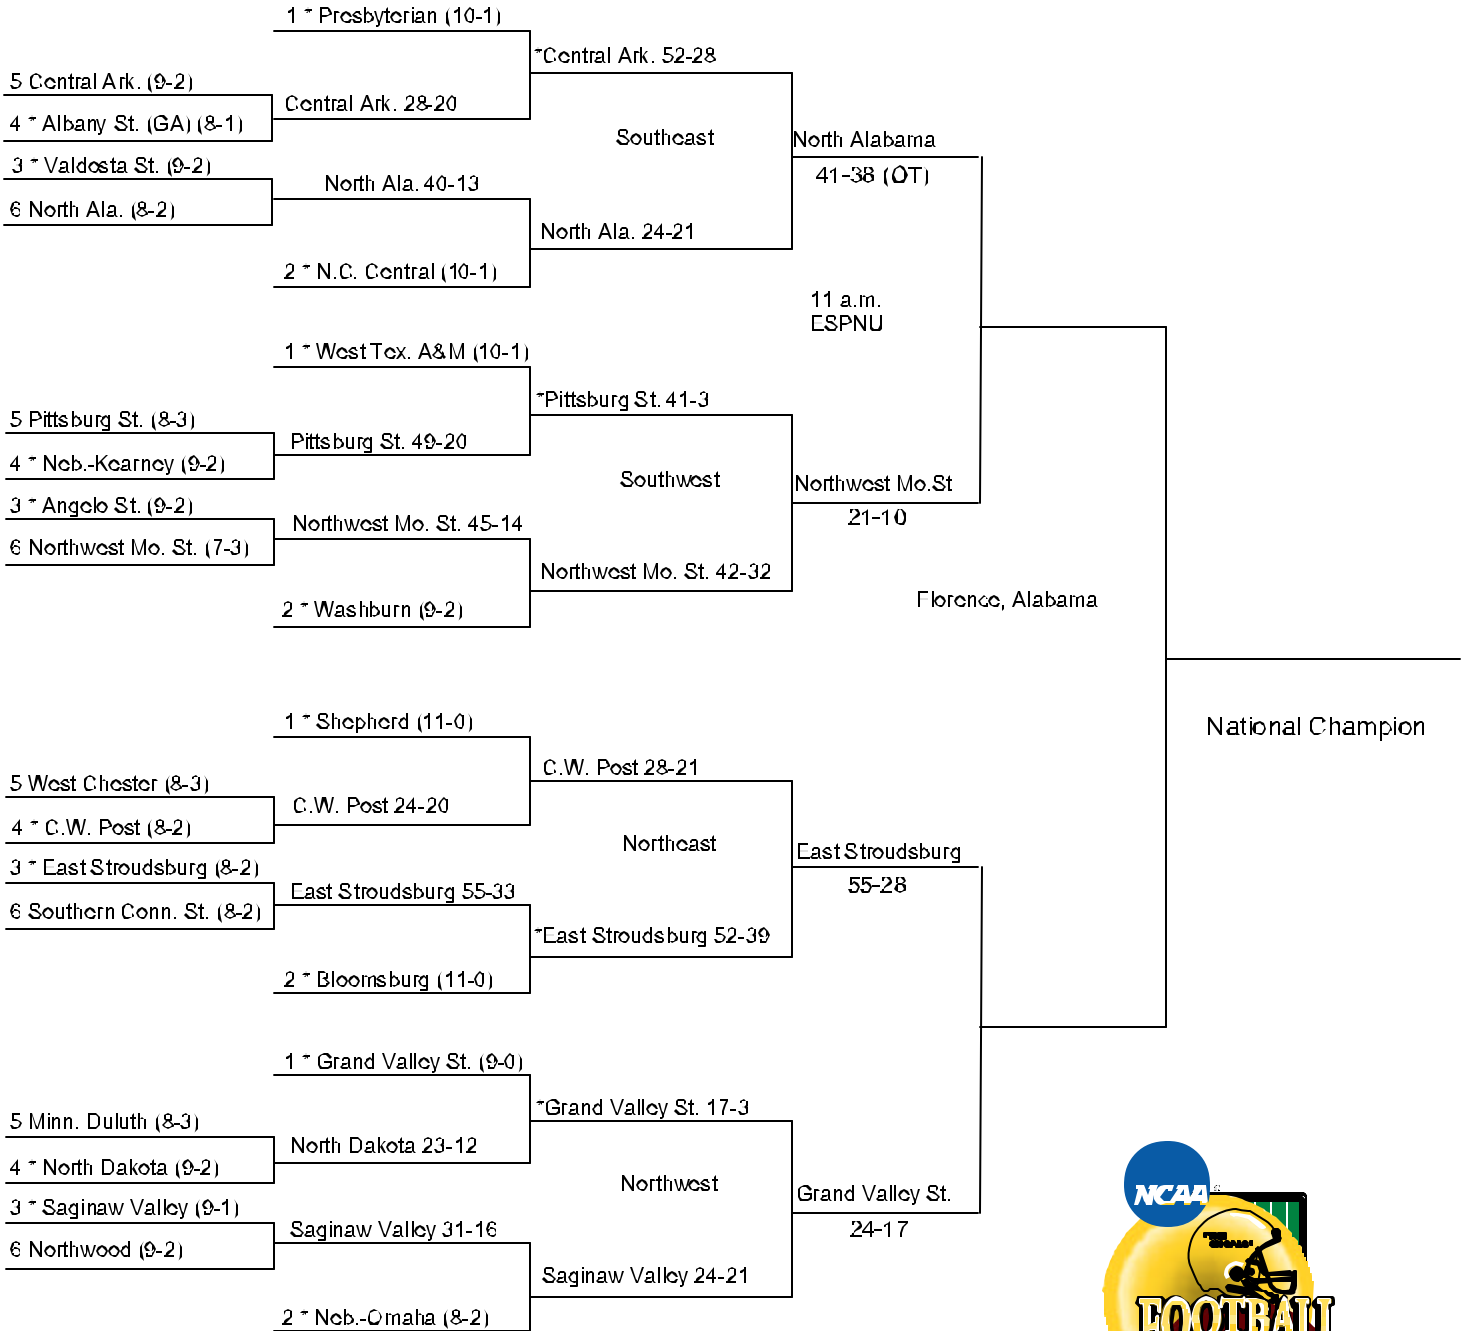 1 * Presbyterian (10-1)
*Central Ark. 52-28
5 Central Ark. (9-2)
Central Ark. 28-20
4 * Albany St. (GA) (8-1)
Southeast
North Alabama
41-38 (OT)
3 * Valdosta St. (9-2)
North Ala. 40-13
6 North Ala. (8-2)
North Ala. 24-21
2 * N.C. Central (10-1)
11 a.m.
ESPNU
1 * West Tex. A&M (10-1)
*Pittsburg St. 41-3
5 Pittsburg St. (8-3)
Pittsburg St. 49-20
4 * Neb.-Kearney (9-2)
Southwest
Northwest Mo.St
21-10
3 * Angelo St. (9-2)
Northwest Mo. St. 45-14
6 Northwest Mo. St. (7-3)
Northwest Mo. St. 42-32
2 * Washburn (9-2)
Florence, Alabama
National Champion
1 * Shepherd (11-0)
C.W. Post 28-21
5 West Chester (8-3)
C.W. Post 24-20
4 * C.W. Post (8-2)
Northeast
East Stroudsburg
55-28
3 * East Stroudsburg (8-2)
East Stroudsburg 55-33
6 Southern Conn. St. (8-2)
*East Stroudsburg 52-39
2 * Bloomsburg (11-0)
1 * Grand Valley St. (9-0)
*Grand Valley St. 17-3
5 Minn. Duluth (8-3)
North Dakota 23-12
4 * North Dakota (9-2)
Northwest
Grand Valley St.
24-17
3 * Saginaw Valley (9-1)
Saginaw Valley 31-16
6 Northwood (9-2)
Saginaw Valley 24-21
2 * Neb.-Omaha (8-2)
NCAA
FOOTBALL